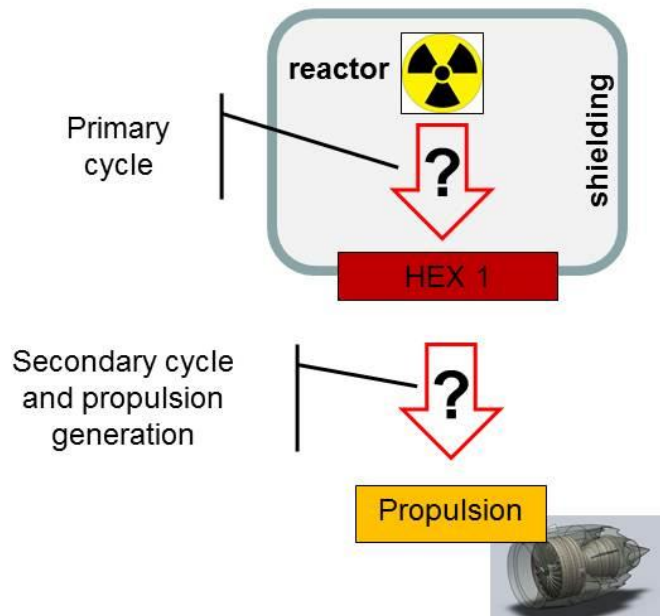 reactor
shielding
Primary
cycle
?
HEX 1
Secondary cycle
and propulsion
generation
?
Propulsion